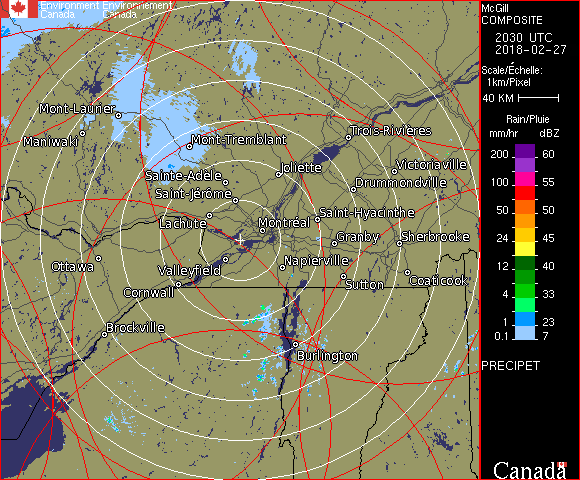 Environment Environnement
Canada Canada
McGill
COMPOSITE
2030 UTC
2018-02-27
Scale/Échelle:
1km/Pixel
40 KM
Rain/Pluie
mm/hr dBZ
200 60
100 55
50 50
24 45
12 40
4 33
1 23
0.1 7
PRECIPET
Canada
Mont-Laurier
Maniwaki
Mont-Tremblant
Trois-Rivières
Sainte-Adèle
Joliette
Victoriaville
Saint-Jérôme
Drummondville
Lachute
Montréal
Saint-Hyacinthe
Granby
Sherbrooke
Ottawa
Valleyfield
Napierville
Cornwall
Sutton
Coaticook
Brockville
Burlington